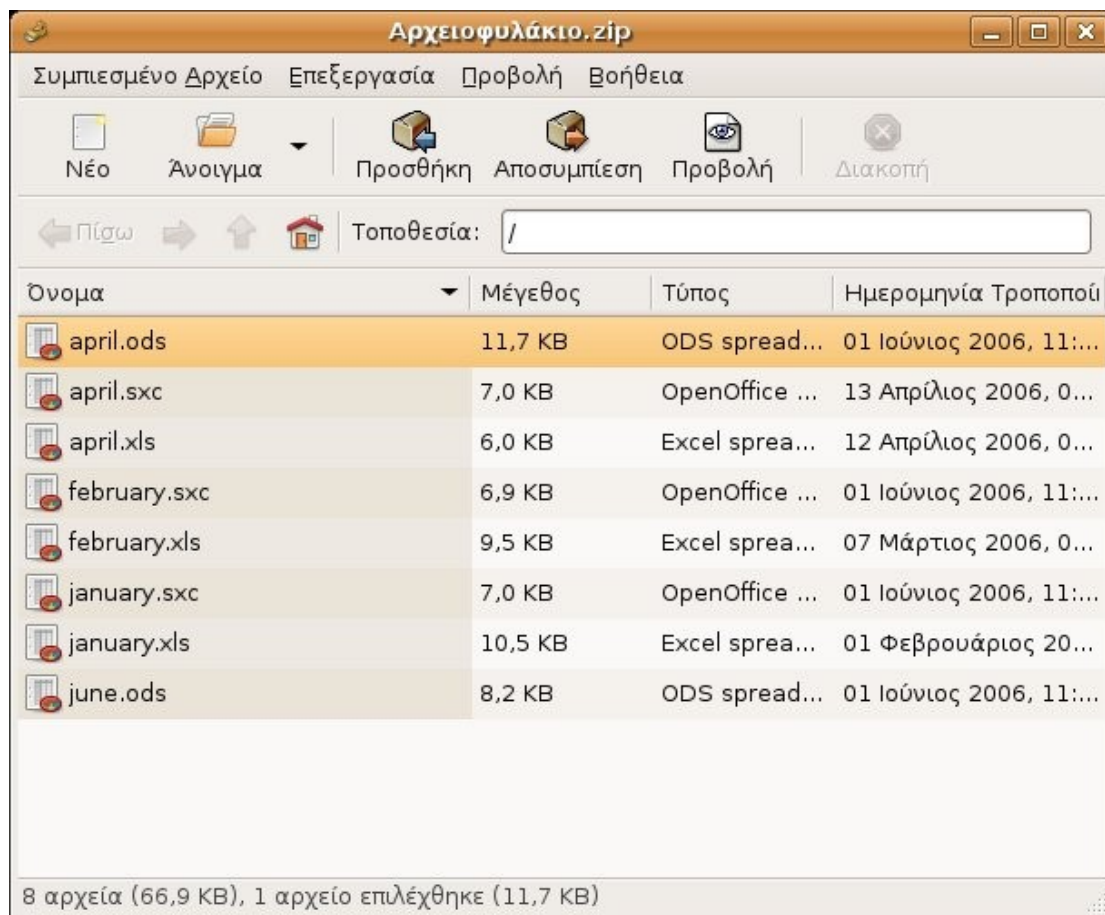 Αρχειοφυλάκιο.zip
Συμπιεσμένο Αρχείο Επεξεργασία Προβολή Βοήθεια
Νέο Άνοιγμα Προσθήκη Αποσυμπίεση Προβολή Διακοπή
Πίσω Τοποθεσία: /
Όνομα Μέγεθος Τύπος Ημερομηνία Τροποποί
april.ods 11,7 KB ODS spread... 01 Ιούνιος 2006, 11:...
april.sxc 7,0 KB OpenOffice ... 13 Απρίλιος 2006, 0...
april.xls 6,0 KB Excel sprea... 12 Απρίλιος 2006, 0...
february.sxc 6,9 KB OpenOffice ... 01 Ιούνιος 2006, 11:...
february.xls 9,5 KB Excel sprea... 07 Μάρτιος 2006, 0...
january.sxc 7,0 KB OpenOffice ... 01 Ιούνιος 2006, 11:...
january.xls 10,5 KB Excel sprea... 01 Φεβρουάριος 20...
june.ods 8,2 KB ODS spread... 01 Ιούνιος 2006, 11:...
8 αρχεία (66,9 KB), 1 αρχείο επιλέχθηκε (11,7 KB)